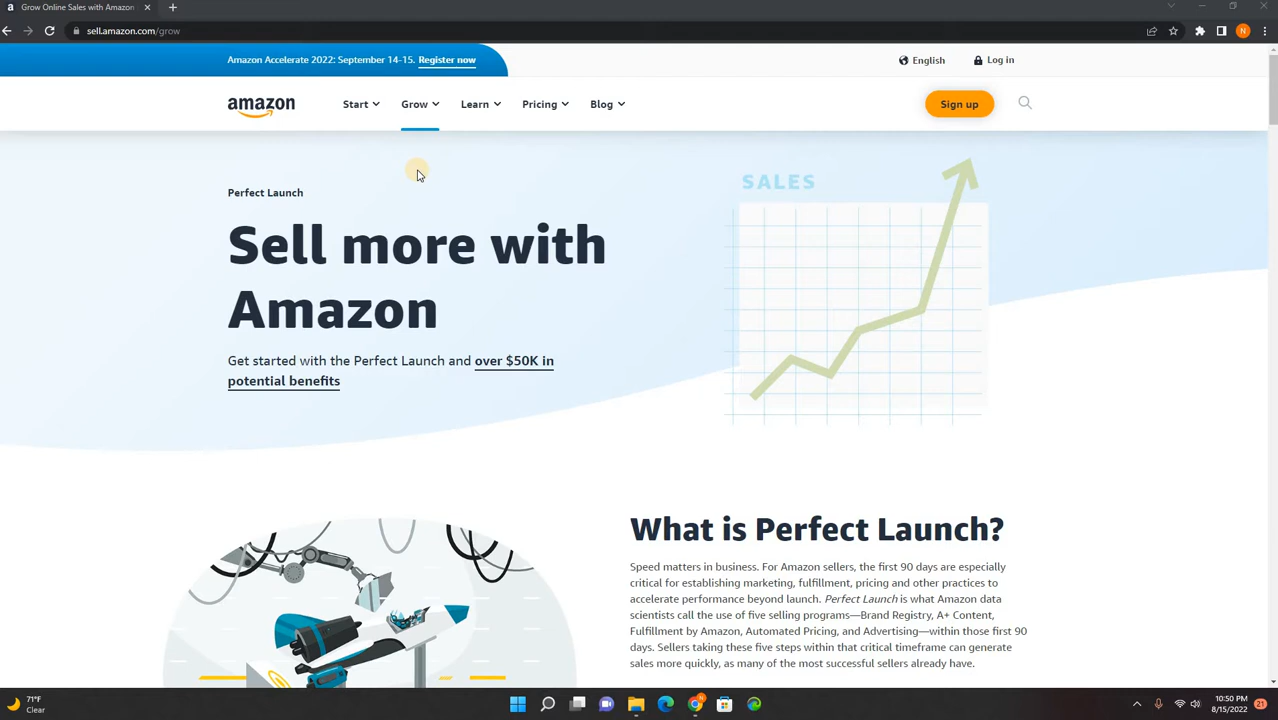 Grow Online Sales with Amazon
sell.amazon.com/grow
N
Amazon Accelerate 2022: September 14-15. Register now
English
Log in
amazon
Start
Grow
Learn
Pricing
Blog
Sign up
Perfect Launch
Sell more with
Amazon
Get started with the Perfect Launch and over $50K in
potential benefits
SALES
What is Perfect Launch?
Speed matters in business. For Amazon sellers, the first 90 days are especially
critical for establishing marketing, fulfillment, pricing and other practices to
accelerate performance beyond launch. Perfect Launch is what Amazon data
scientists call the use of five selling programs—Brand Registry, A+ Content,
Fulfillment by Amazon, Automated Pricing, and Advertising—within those first 90
days. Sellers taking these five steps within that critical timeframe can generate
sales more quickly, as many of the most successful sellers already have.
71°F
Clear
10:50 PM
8/15/2022
21